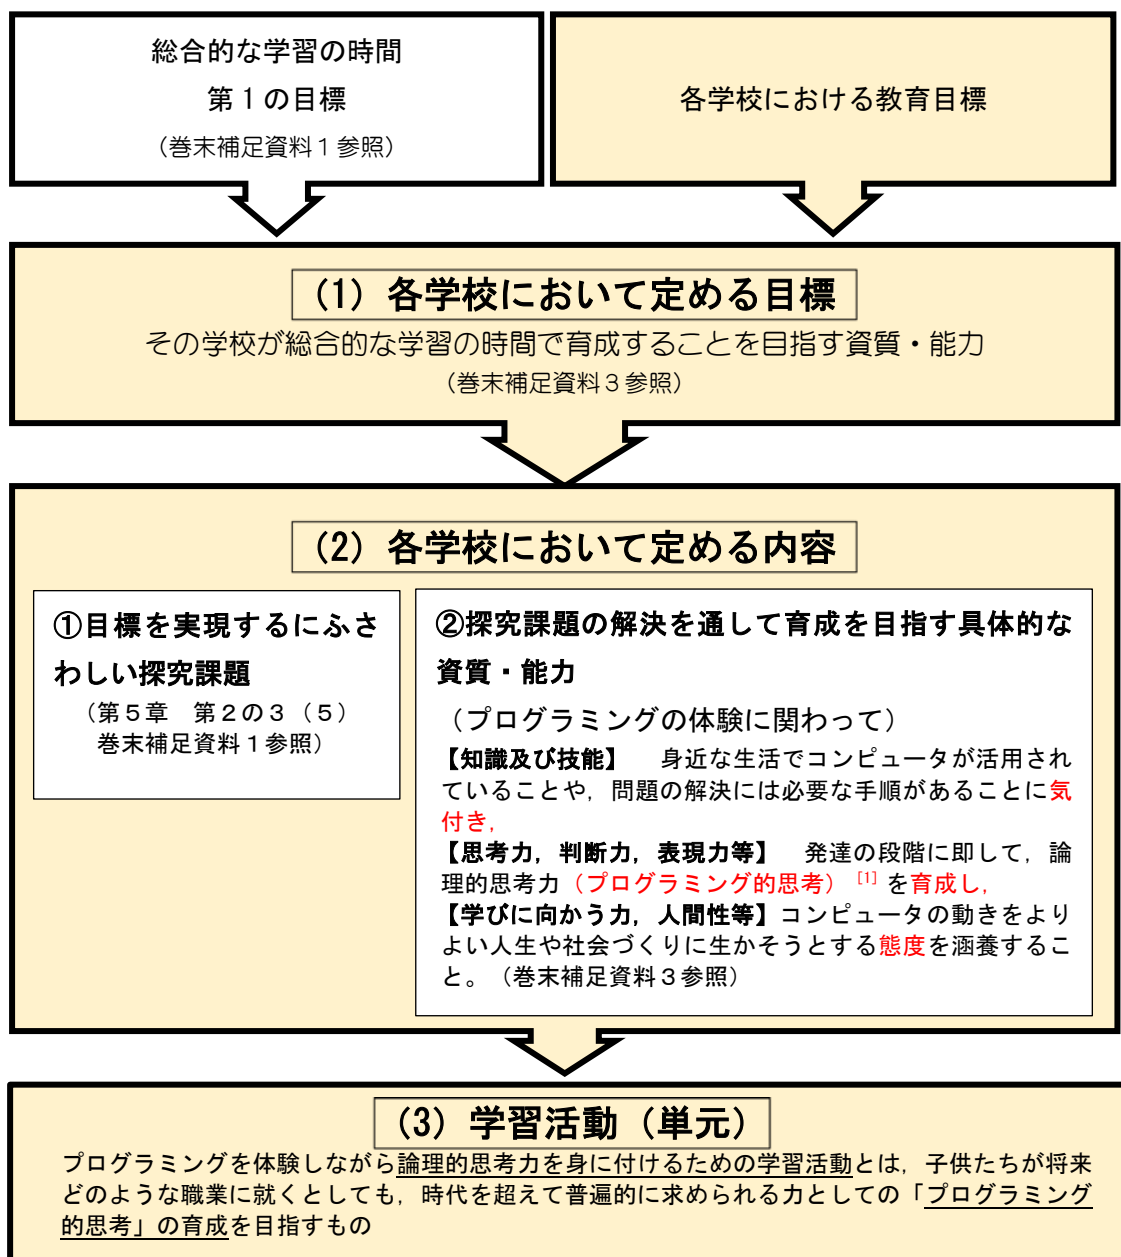 総合的な学習の時間
第1の目標
（巻末補足資料1参照）
各学校における教育目標
（1）各学校において定める目標
その学校が総合的な学習の時間で育成することを目指す資質・能力
（巻末補足資料3参照）
（2）各学校において定める内容
①目標を実現するにふさ
わしい探究課題
（第5章　第2の3（5）
巻末補足資料1参照）
②探究課題の解決を通して育成を目指す具体的な
資質・能力
（プログラミングの体験に関わって）
【知識及び技能】　身近な生活でコンピュータが活用され
ていることや，問題の解決には必要な手順があることに気
付き，
【思考力，判断力，表現力等】　発達の段階に即して，論
理的思考力（プログラミング的思考）[1] を育成し，
【学びに向かう力，人間性等】コンピュータの動きをより
よい人生や社会づくりに生かそうとする態度を涵養するこ
と。（巻末補足資料3参照）
（3）学習活動（単元）
プログラミングを体験しながら論理的思考力を身に付けるための学習活動とは，子供たちが将来
どのような職業に就くとしても，時代を超えて普遍的に求められる力としての「プログラミング
的思考」の育成を目指すもの